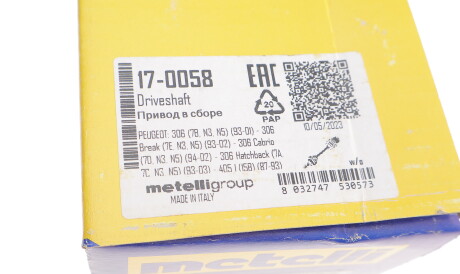 17-0058
EAC
Driveshaft
Привод в сборе
20
PAP
10/05/2023
PEUGEOT: 306 (7B, N3, N5) (93-01) - 306
Break (7E, N3, N5) (93-02) - 306 Cabrio
(7D, N3, N5) (94-02) - 306 Hatchback (7A,
7C, N3, N5) (93-03) - 405 I (15B) (87-93)
w/s
metelligroup
MADE IN ITALY
8 032747 530573
metelli